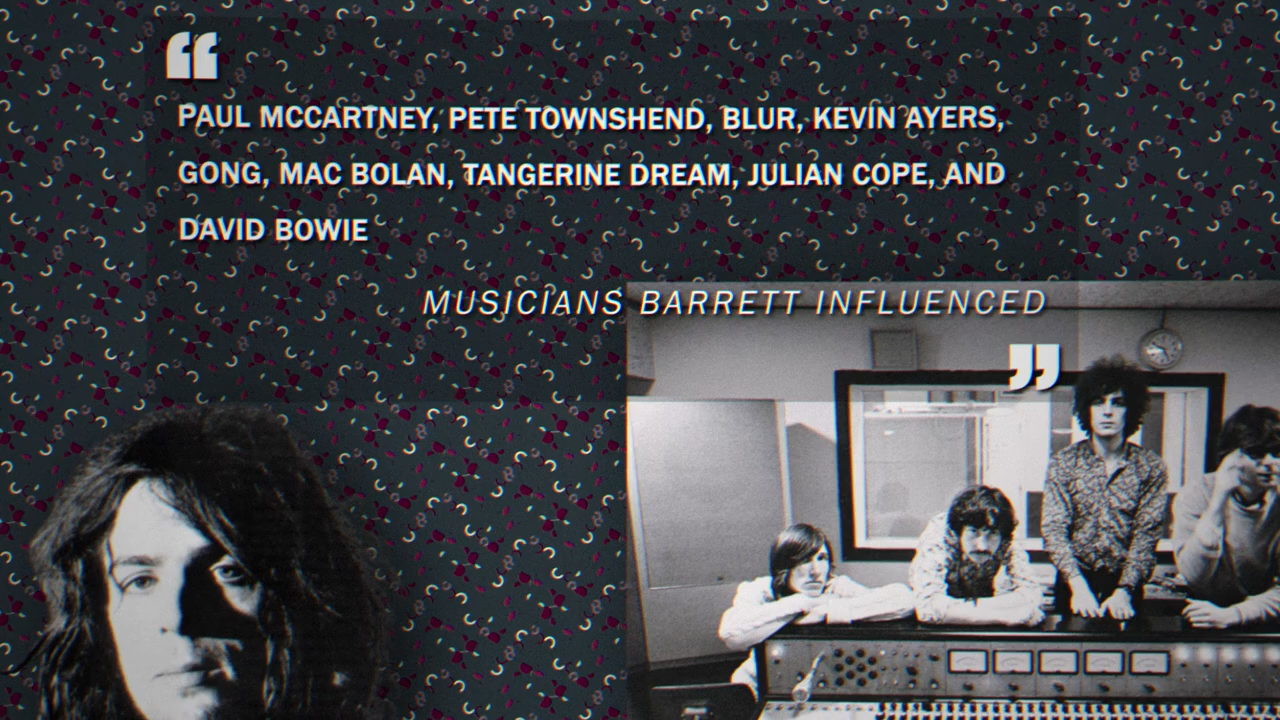 “
PAUL MCCARTNEY, PETE TOWNSHEND, BLUR, KEVIN AYERS,
GONG, MAC BOLAN, TANGERINE DREAM, JULIAN COPE, AND
DAVID BOWIE
MUSICIANS BARRETT INFLUENCED
”